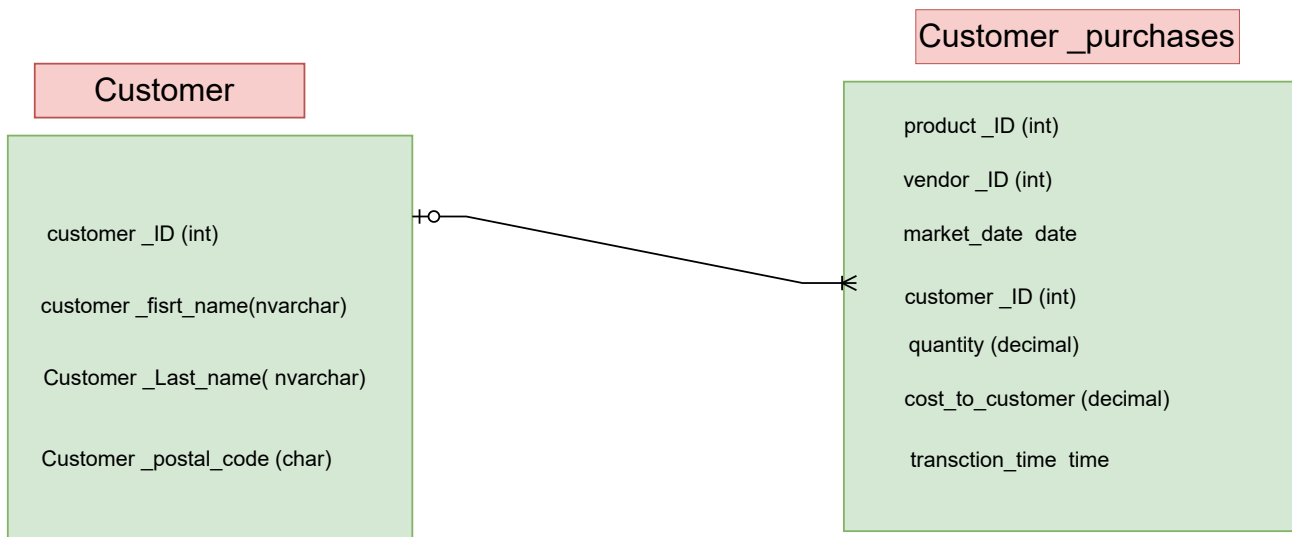 Customer
customer _ID (int)
customer _fisrt_name(nvarchar)
Customer _Last_name( nvarchar)
Customer _postal_code (char)
Customer _purchases
product _ID (int)
vendor _ID (int)
market_date  date
customer _ID (int)
quantity (decimal)
cost_to_customer (decimal)
transction_time  time